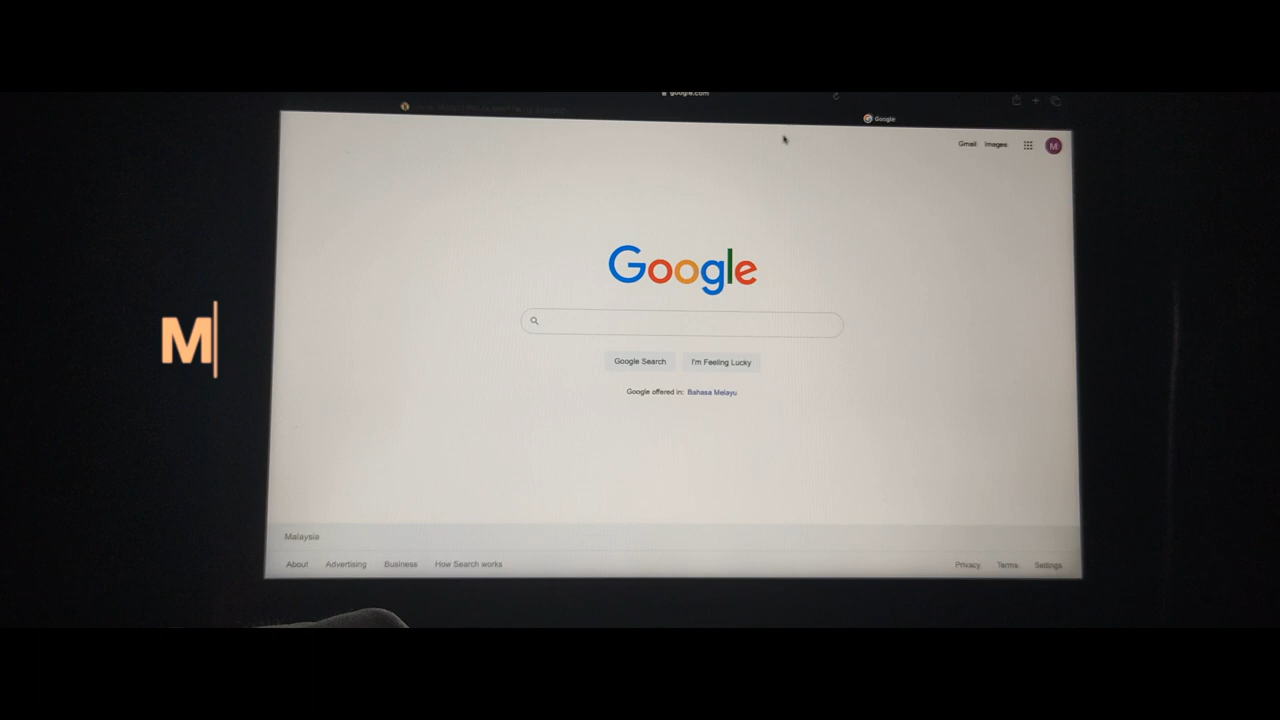 google.com
Google
Gmail Images
M
Google
M
Google Search I'm Feeling Lucky
Google offered in: Bahasa Melayu
Malaysia
About Advertising Business How Search works
Privacy Terms Settings